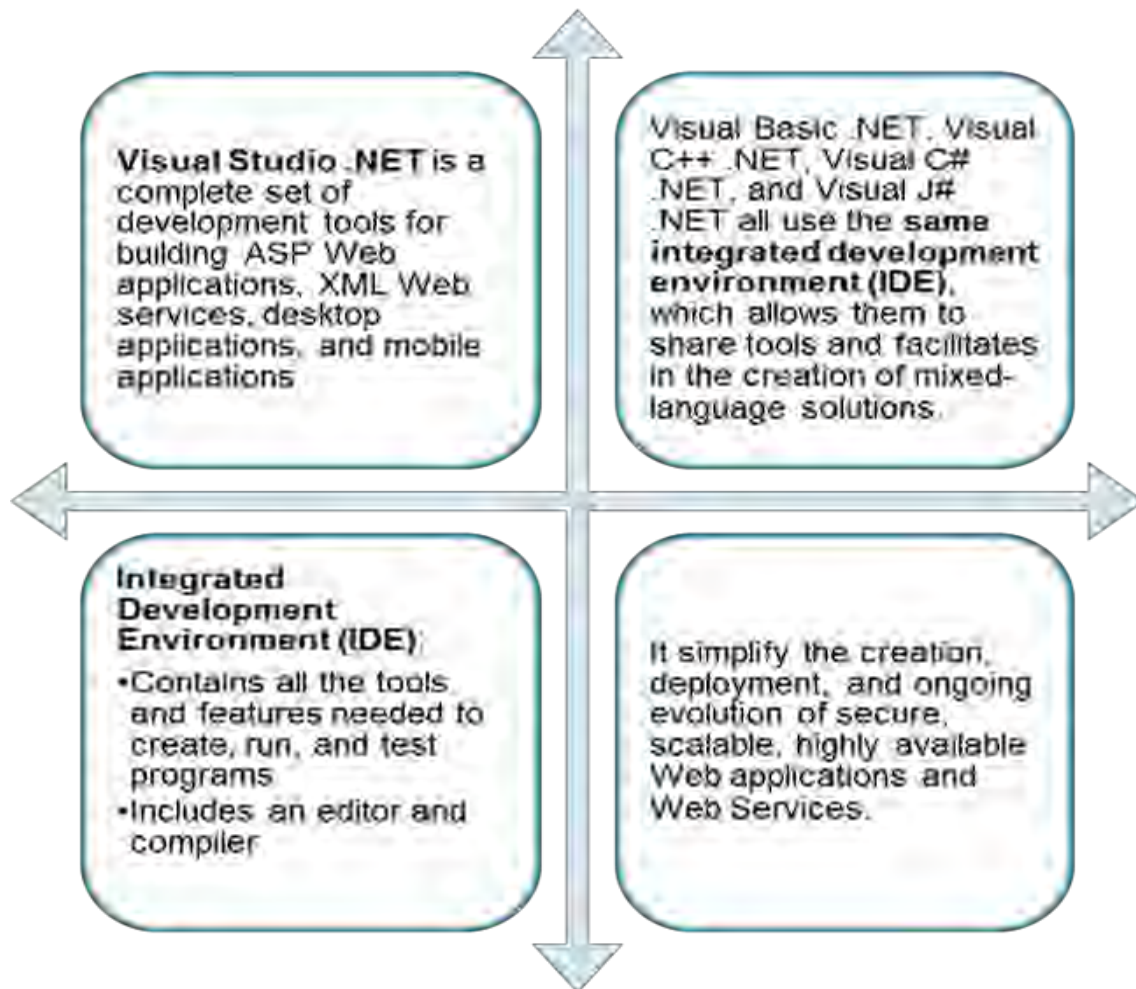 Visual Studio .NET is a
complete set of
development tools for
building ASP Web
applications, XML Web
services, desktop
applications, and mobile
applications
Visual Basic .NET, Visual
C++ .NET, Visual C#
.NET, and Visual J#
.NET all use the same
integrated development
environment (IDE),
which allows them to
share tools and facilitates
in the creation of mixed-
language solutions.
Integrated
Development
Environment (IDE):
•Contains all the tools
and features needed to
create, run, and test
programs
•Includes an editor and
compiler
It simplify the creation,
deployment, and ongoing
evolution of secure,
scalable, highly available
Web applications and
Web Services.